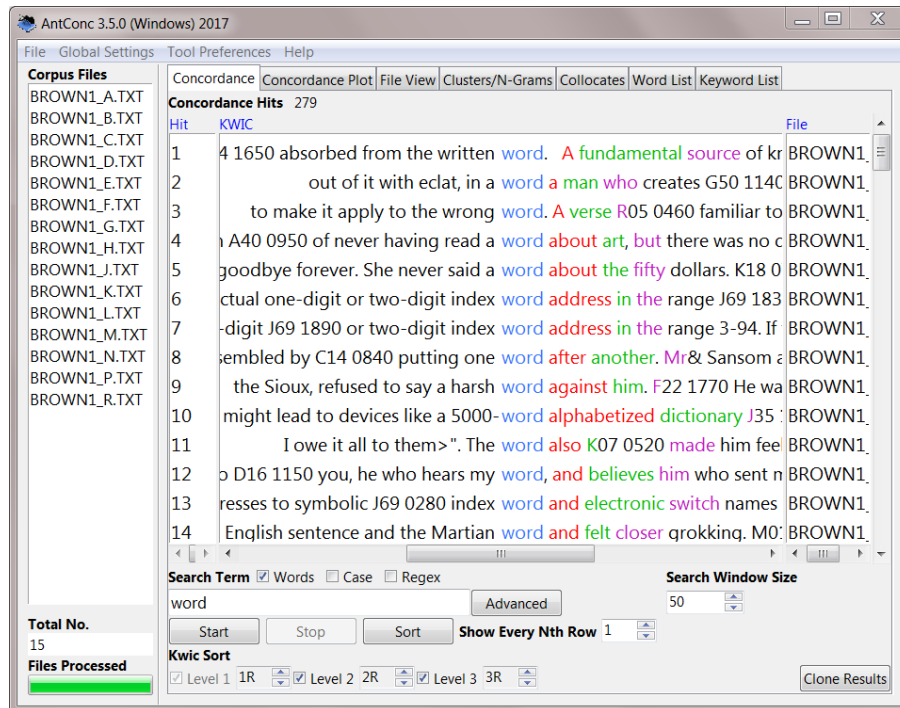 AntConc 3.5.0 (Windows) 2017
File Global Settings Tool Preferences Help
Corpus Files
BROWN1_A.TXT
BROWN1_B.TXT
BROWN1_C.TXT
BROWN1_D.TXT
BROWN1_E.TXT
BROWN1_F.TXT
BROWN1_G.TXT
BROWN1_H.TXT
BROWN1_J.TXT
BROWN1_K.TXT
BROWN1_L.TXT
BROWN1_M.TXT
BROWN1_N.TXT
BROWN1_P.TXT
BROWN1_R.TXT
Total No.
15
Files Processed
Concordance Concordance Plot File View Clusters/N-Grams Collocates Word List Keyword List
Concordance Hits 279
Hit KWIC File
1 4 1650 absorbed from the written word. A fundamental source of kr BROWN1_
2 out of it with eclat, in a word a man who creates G50 1140 BROWN1_
3 to make it apply to the wrong word. A verse R05 0460 familiar to BROWN1_
4 A40 0950 of never having read a word about art, but there was no c BROWN1_
5 goodbye forever. She never said a word about the fifty dollars. K18 0 BROWN1_
6 ctual one-digit or two-digit index word address in the range J69 183 BROWN1_
7 -digit J69 1890 or two-digit index word address in the range 3-94. If BROWN1_
8 sembled by C14 0840 putting one word after another. Mr& Sansom a BROWN1_
9 the Sioux, refused to say a harsh word against him. F22 1770 He wa BROWN1_
10 might lead to devices like a 5000-word alphabetized dictionary J35 BROWN1_
11 I owe it all to them>". The word also K07 0520 made him feel BROWN1_
12 o D16 1150 you, he who hears my word, and believes him who sent m BROWN1_
13 resses to symbolic J69 0280 index word and electronic switch names BROWN1_
14 English sentence and the Martian word and felt closer grokking. M01 BROWN1_
Search Term Words Case Regex Search Window Size
word Advanced 50
Start Stop Sort Show Every Nth Row 1
Kwic Sort
Level 1 1R Level 2 2R Level 3 3R Clone Results